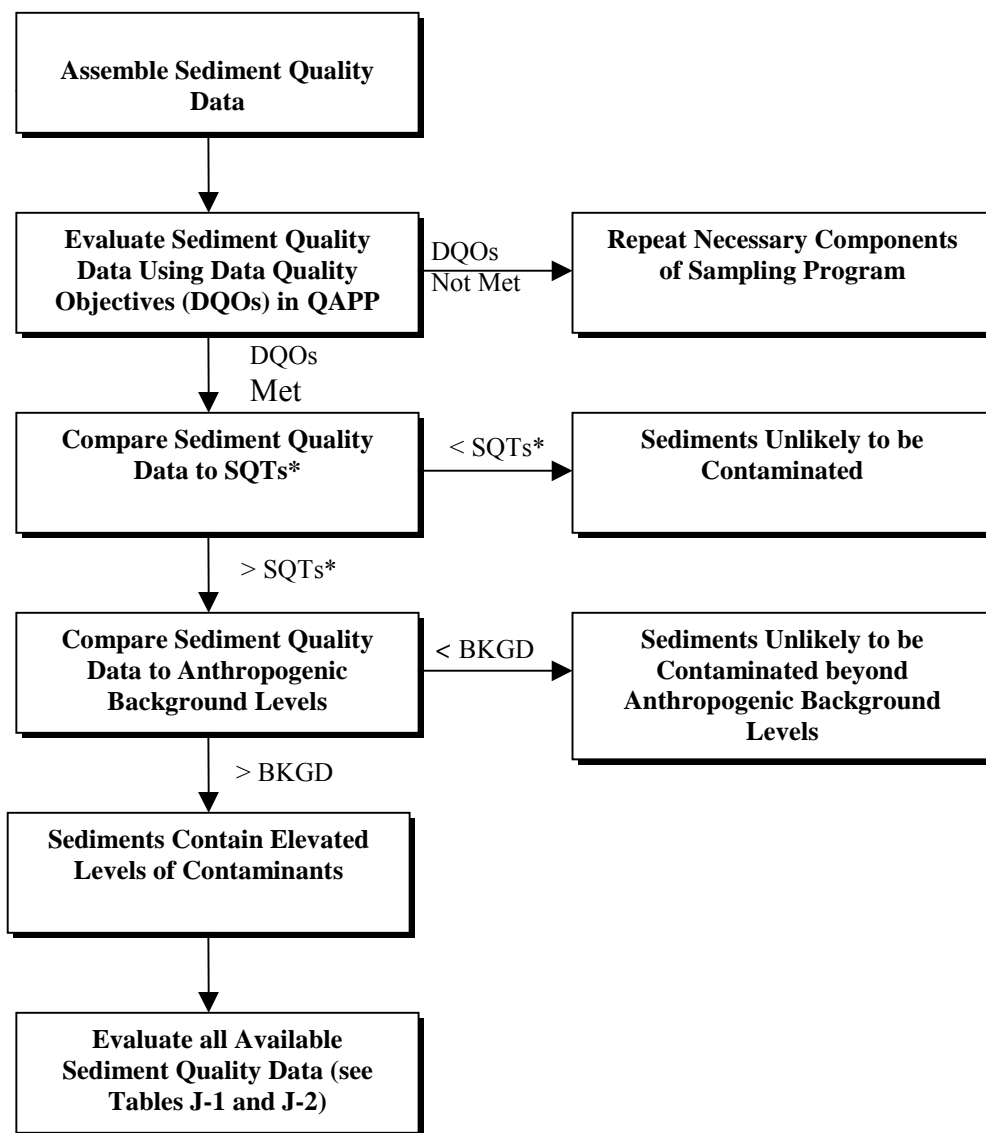 Assemble Sediment Quality
Data
Evaluate Sediment Quality
Data Using Data Quality
Objectives (DQOs) in QAPP
DQOs
Not Met
Repeat Necessary Components
of Sampling Program
DQOs
Met
Compare Sediment Quality
Data to SQTs*
< SQTs*
Sediments Unlikely to be
Contaminated
> SQTs*
Compare Sediment Quality
Data to Anthropogenic
Background Levels
< BKGD
Sediments Unlikely to be
Contaminated beyond
Anthropogenic Background
Levels
> BKGD
Sediments Contain Elevated
Levels of Contaminants
Evaluate all Available
Sediment Quality Data (see
Tables J-1 and J-2)